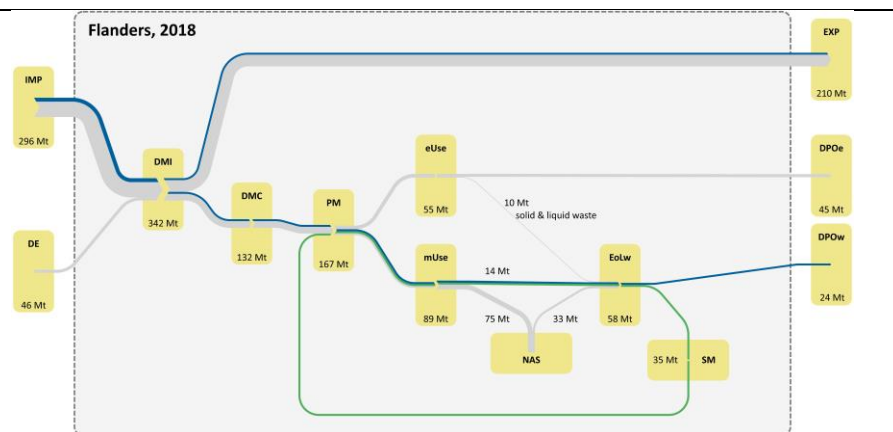 Flanders, 2018
EXP
210 Mt
IMP
296 Mt
DMI
342 Mt
eUse
55 Mt
DPOe
45 Mt
10 Mt
solid & liquid waste
DMC
132 Mt
PM
167 Mt
DE
46 Mt
mUse
89 Mt
14 Mt
EoLw
58 Mt
DPOw
24 Mt
75 Mt
33 Mt
NAS
35 Mt
SM